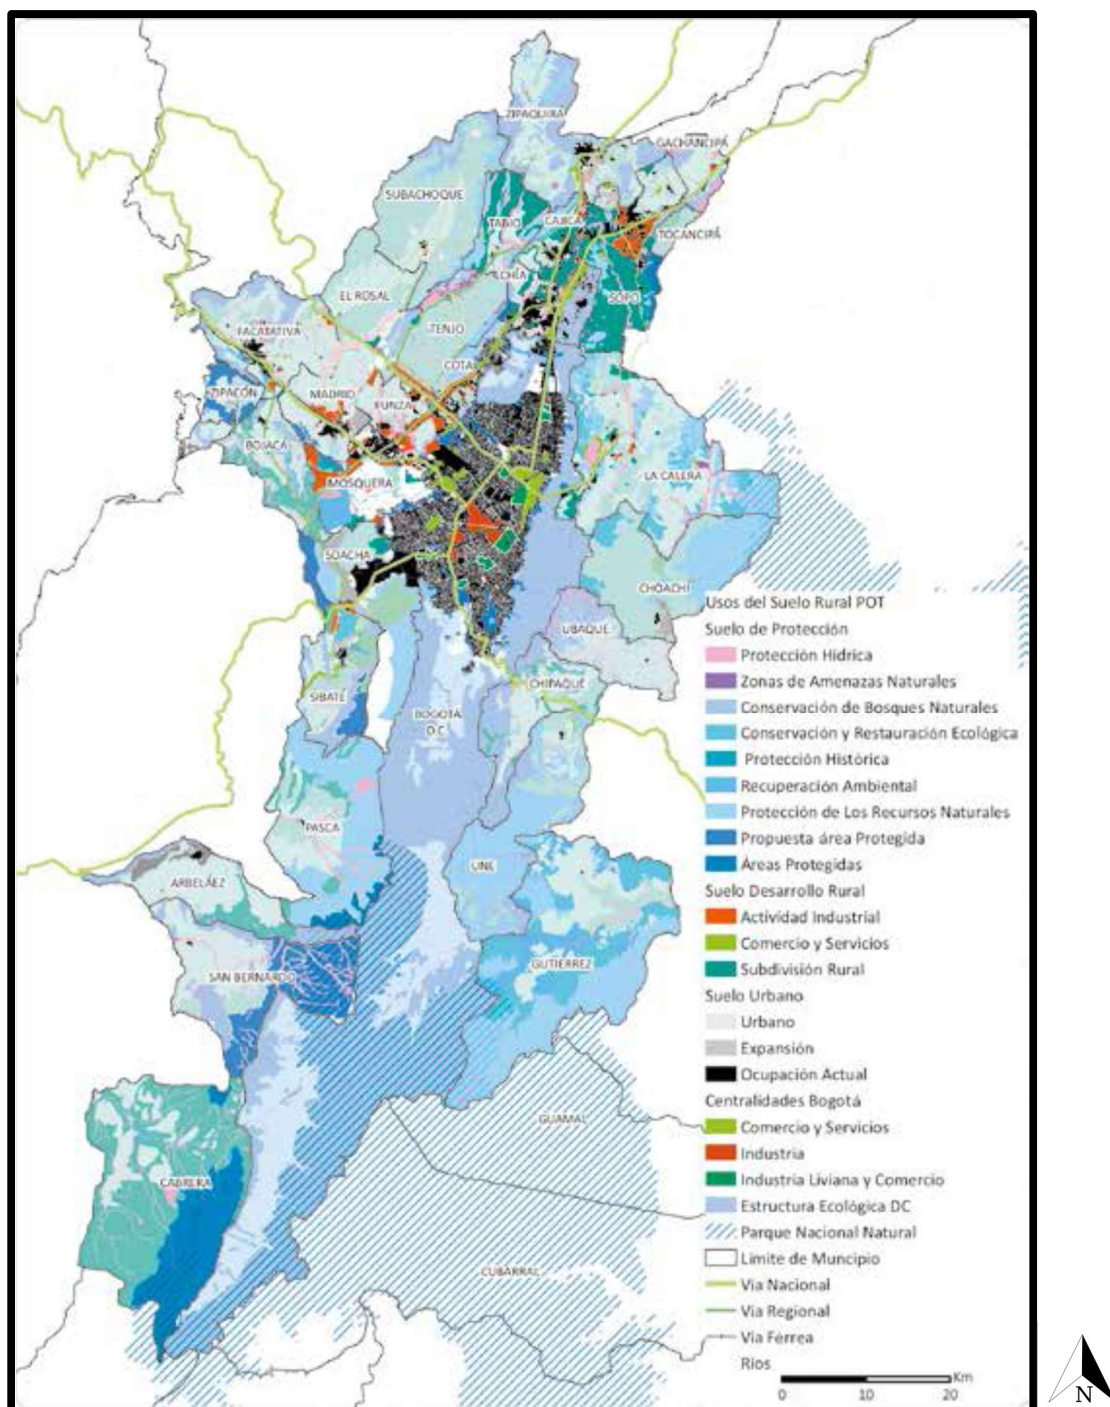 ZIPAQUIRÁ
GACHANCIPÁ
SUBACHOQUE
TABIO
CAJICÁ
TOCANCIPÁ
CHÍA
EL ROSAL
SOPÓ
TENJO
FACATATIVA
COTA
ZIPACÓN
MADRID
FUNZA
BOJACÁ
MOSQUERA
LA CALERA
SOACHA
CHOACHÍ
UBAQUE
SIBATÉ
CHIPAQUE
BOGOTÁ
D.C.
PASCA
UNE
ARBELÁEZ
SAN BERNARDO
GUTIÉRREZ
GUAMAL
CABRERA
CUBARRAL
Usos del Suelo Rural POT
Suelo de Protección
Protección Hídrica
Zonas de Amenazas Naturales
Conservación de Bosques Naturales
Conservación y Restauración Ecológica
Protección Histórica
Recuperación Ambiental
Protección de Los Recursos Naturales
Propuesta área Protegida
Áreas Protegidas
Suelo Desarrollo Rural
Actividad Industrial
Comercio y Servicios
Subdivisión Rural
Suelo Urbano
Urbano
Expansión
Ocupación Actual
Centralidades Bogotá
Comercio y Servicios
Industria
Industria Liviana y Comercio
Estructura Ecológica DC
Parque Nacional Natural
Limite de Muncipio
Via Nacional
Via Regional
Via Ferrea
Ríos
Km
0 10 20
N